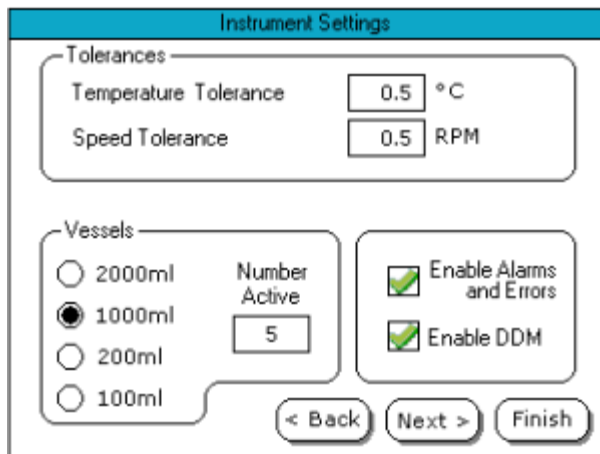 Instrument Settings
Tolerances
Temperature Tolerance 0.5 °C
Speed Tolerance 0.5 RPM
Vessels
2000ml
1000ml
200ml
100ml
Number
Active
5
Enable Alarms
and Errors
Enable DDM
< Back Next > Finish